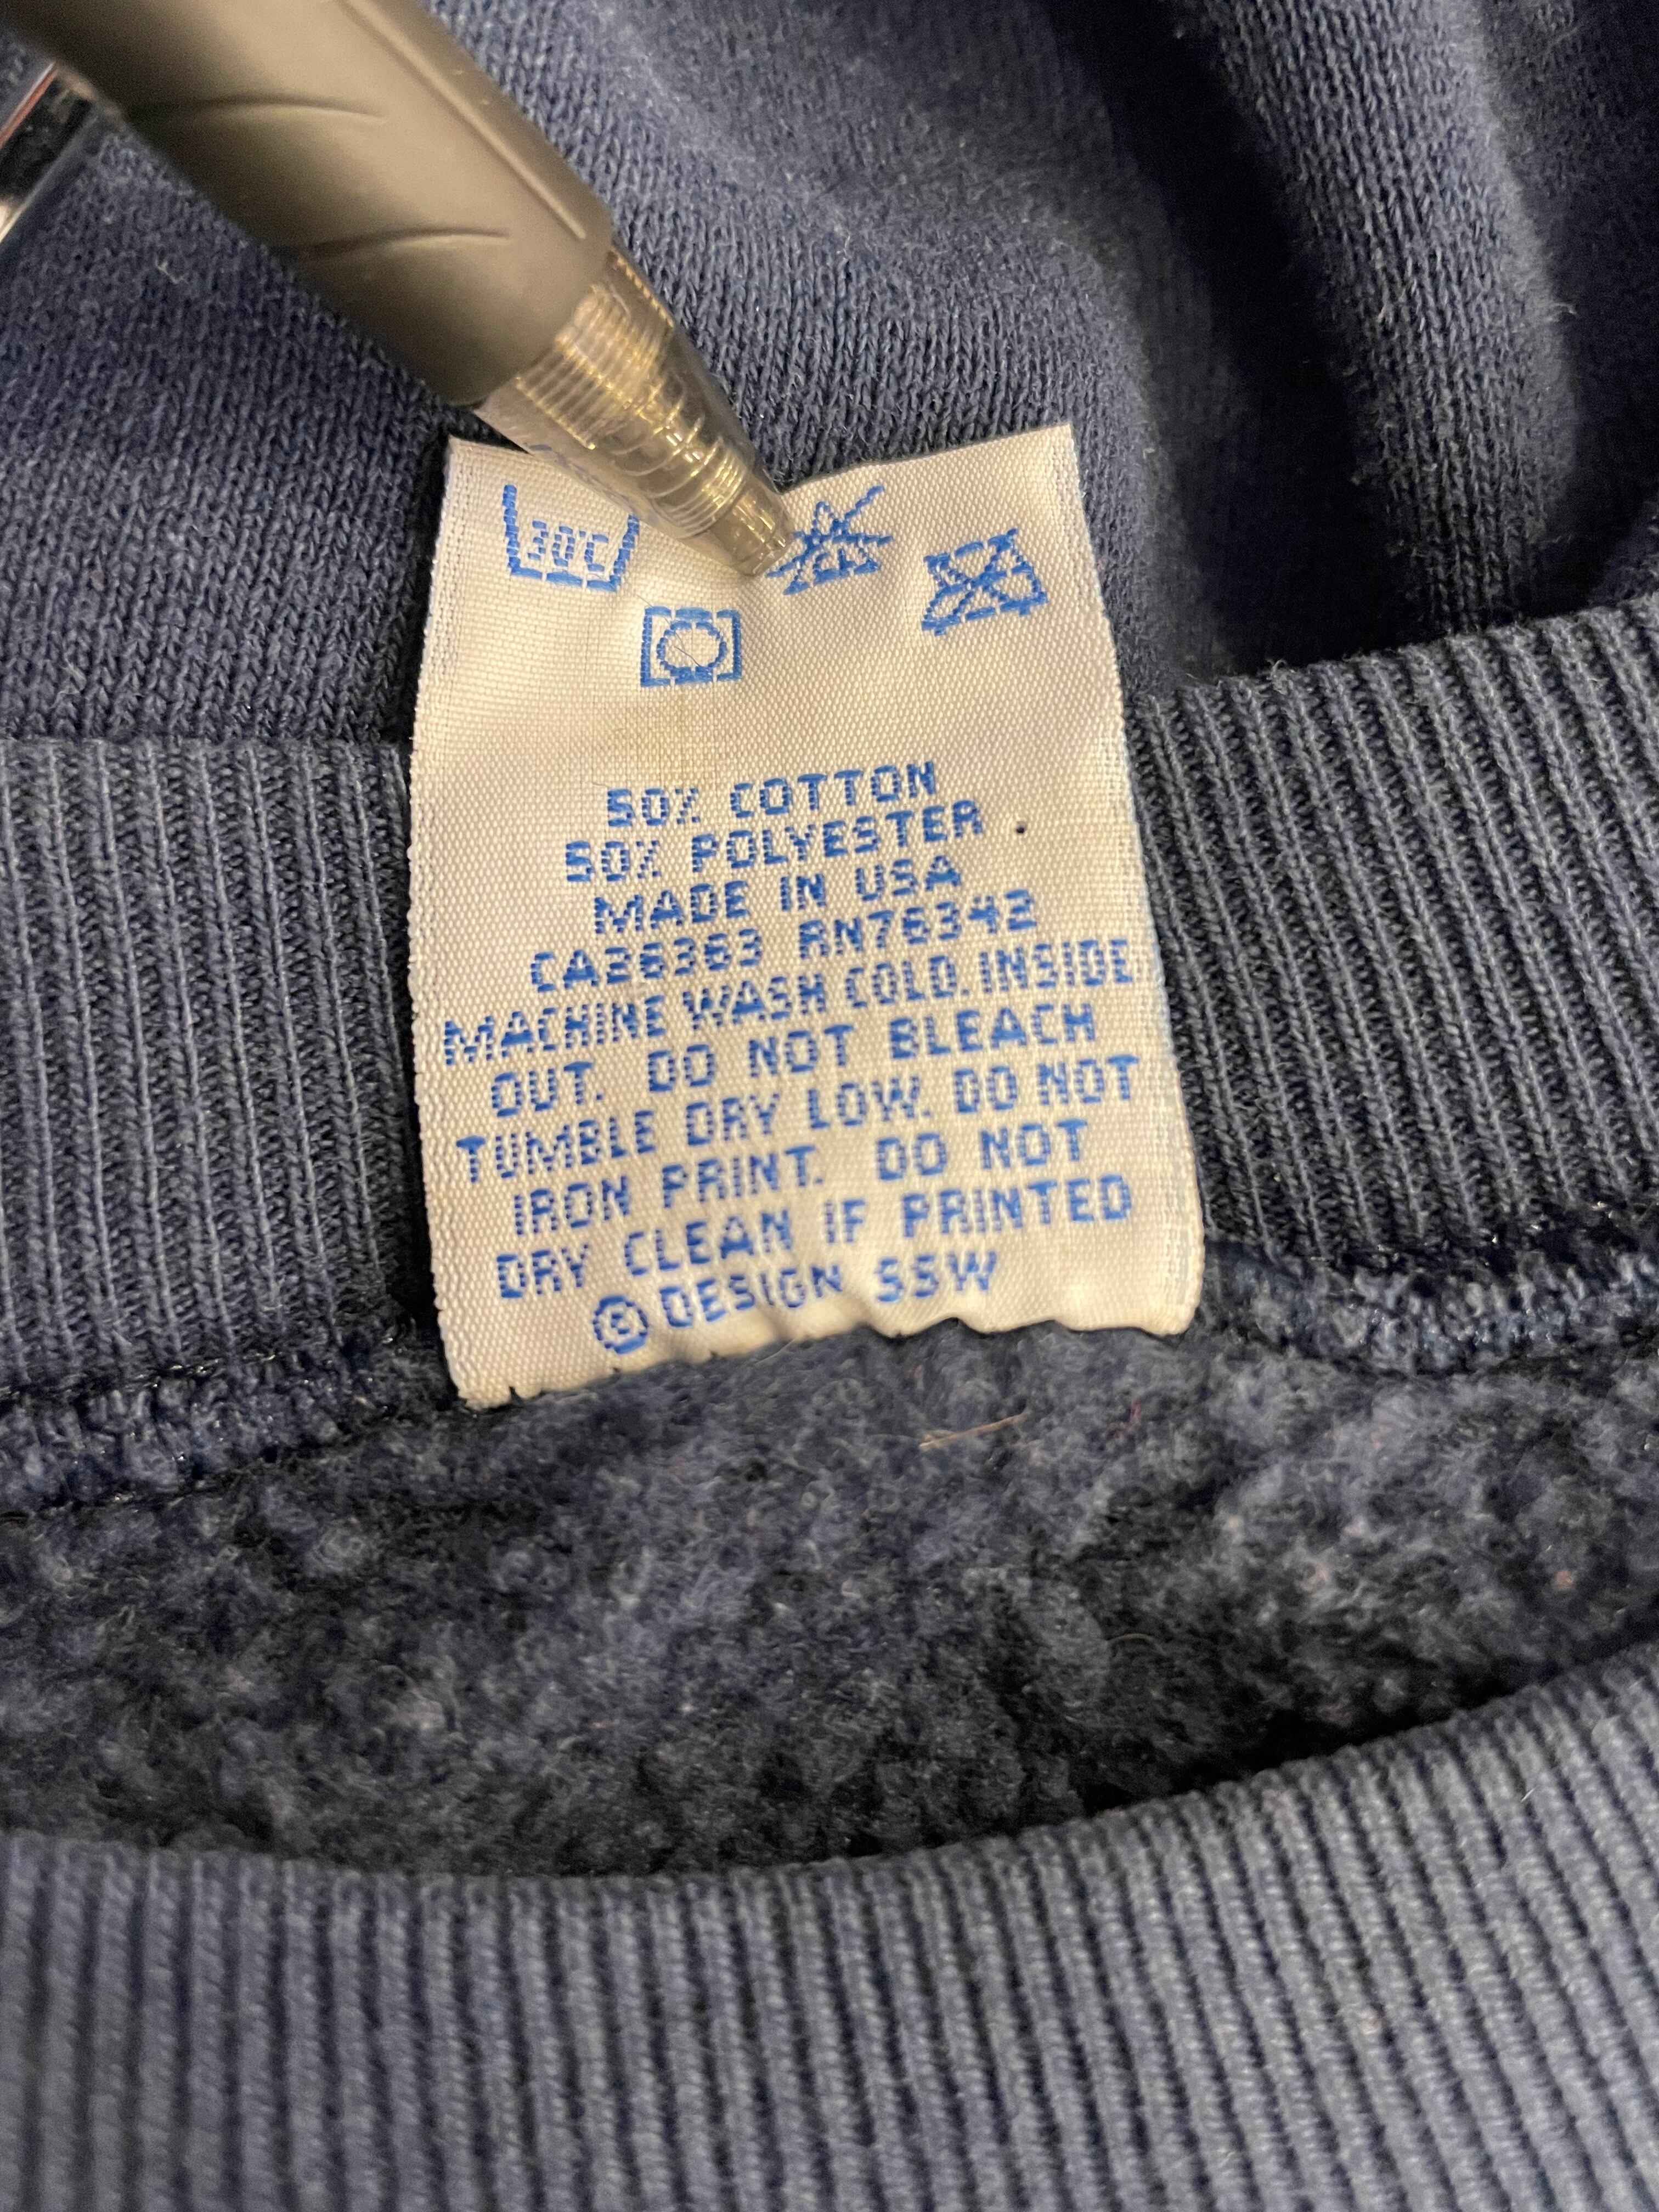 30°C
50% COTTON
50% POLYESTER
MADE IN USA
CA26363 RN76342
MACHINE WASH COLD. INSIDE
OUT. DO NOT BLEACH
TUMBLE DRY LOW. DO NOT
IRON PRINT. DO NOT
DRY CLEAN IF PRINTED
© DESIGN SSW